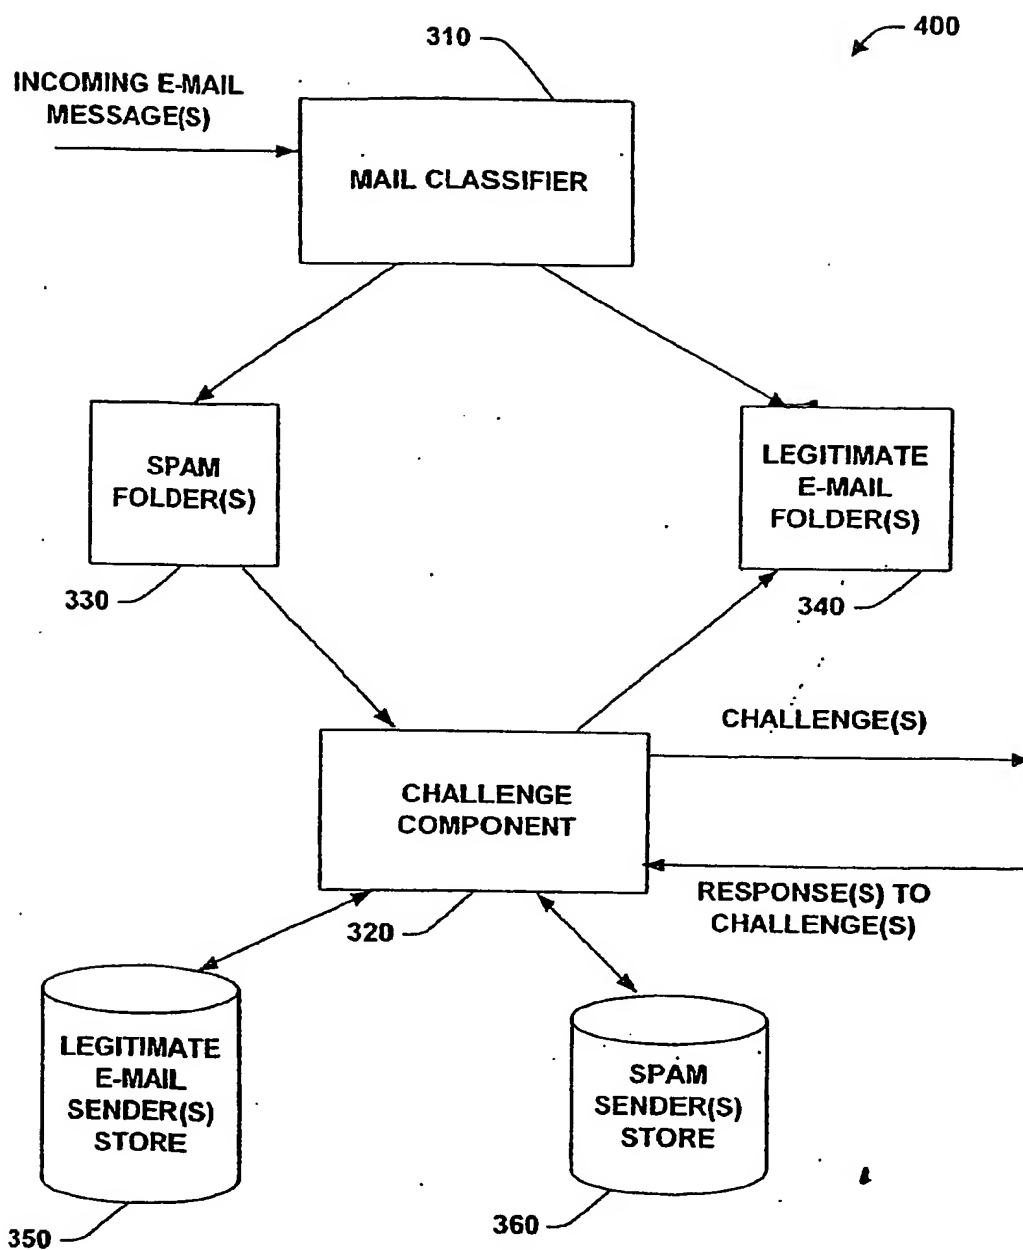 310
400
INCOMING E-MAIL
MESSAGE(S)
MAIL CLASSIFIER
SPAM
FOLDER(S)
LEGITIMATE
E-MAIL
FOLDER(S)
330
340
CHALLENGE(S)
CHALLENGE
COMPONENT
RESPONSE(S) TO
CHALLENGE(S)
320
LEGITIMATE
E-MAIL
SENDER(S)
STORE
SPAM
SENDER(S)
STORE
350
360